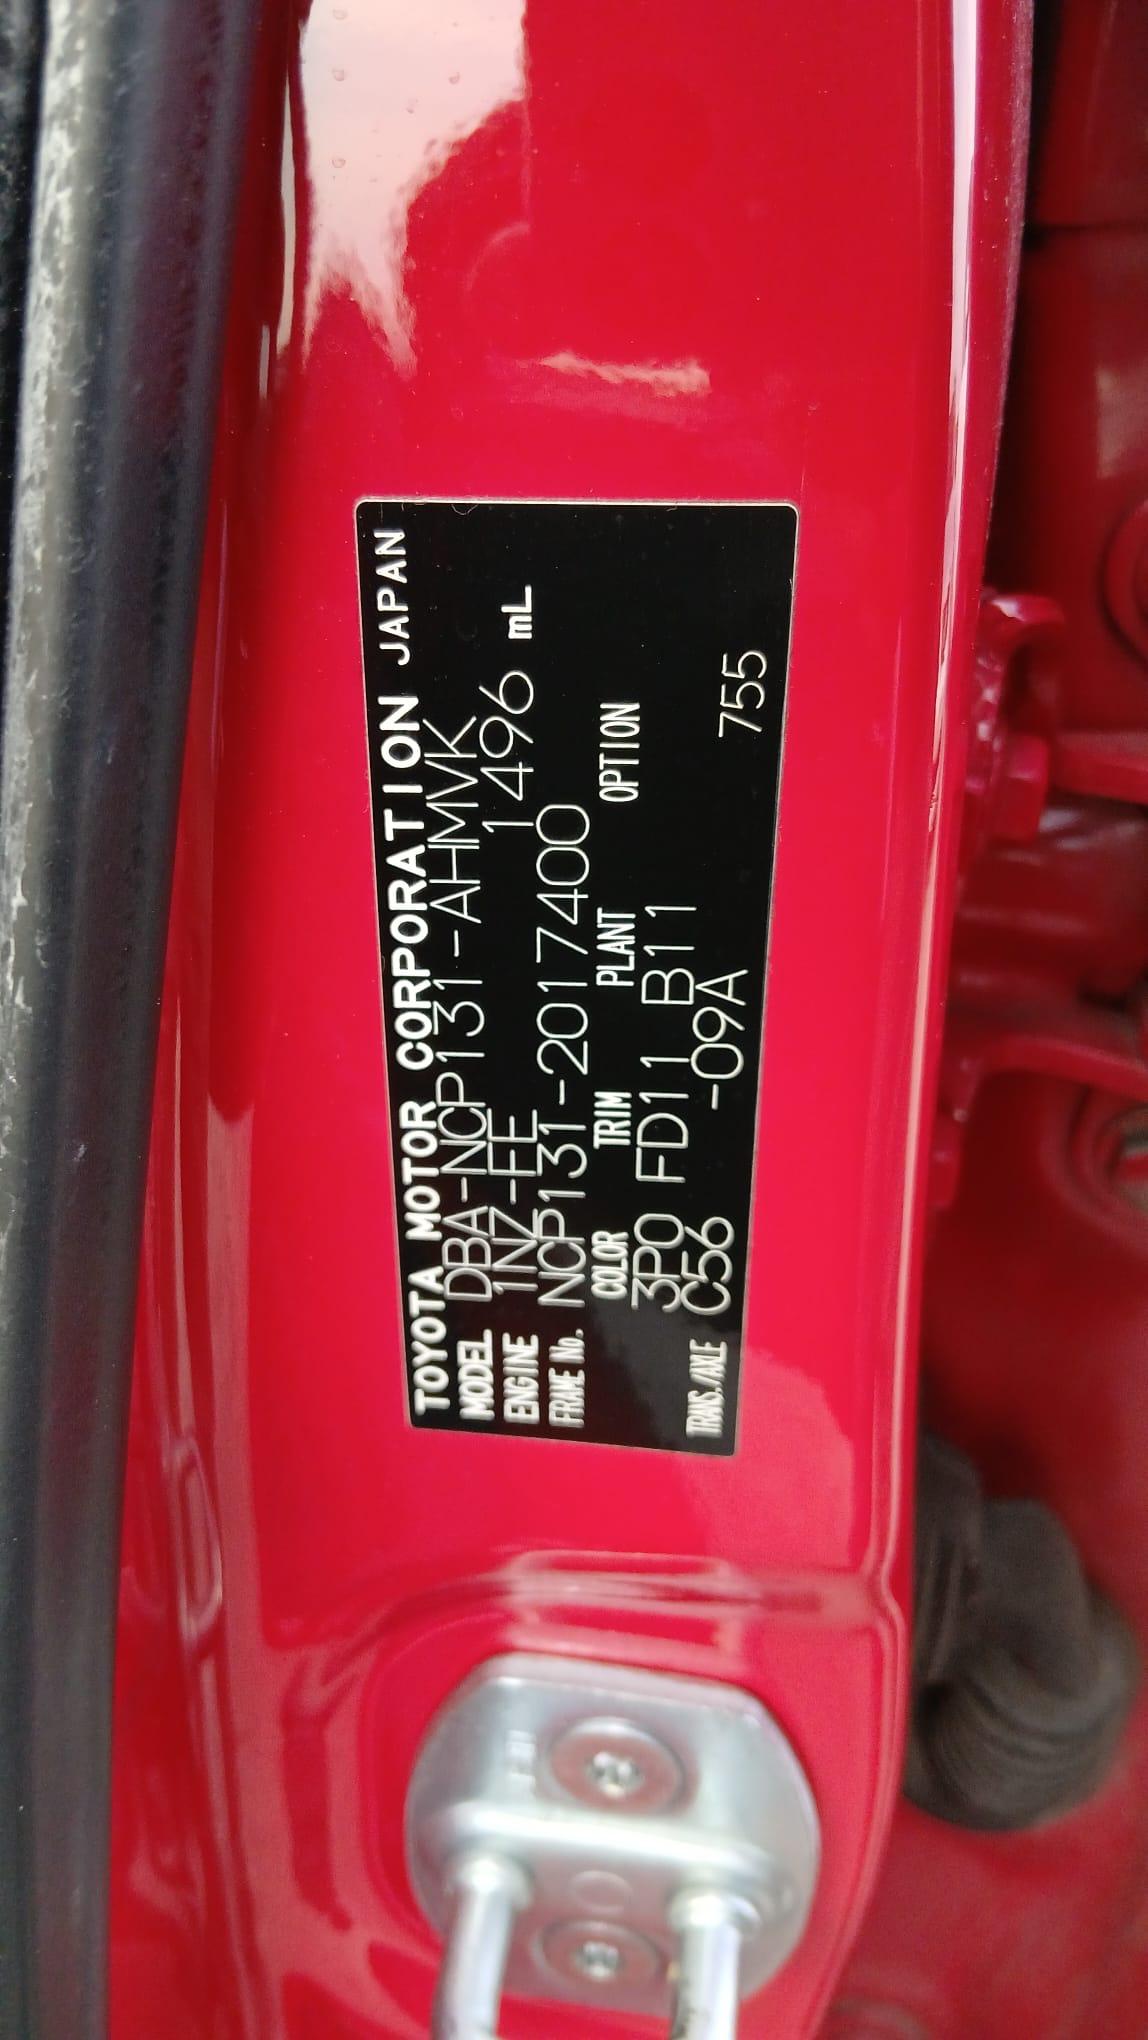 TOYOTA MOTOR CORPORATION JAPAN
MODEL DBA-NCP131-AHMVK
ENGINE 1NZ-FE 1496 mL
FRAME No. NCP131-2017400
COLOR TRIM PLANT OPTION
3P0 FD11 B11
TRANS./AXLE C56 -09A 755